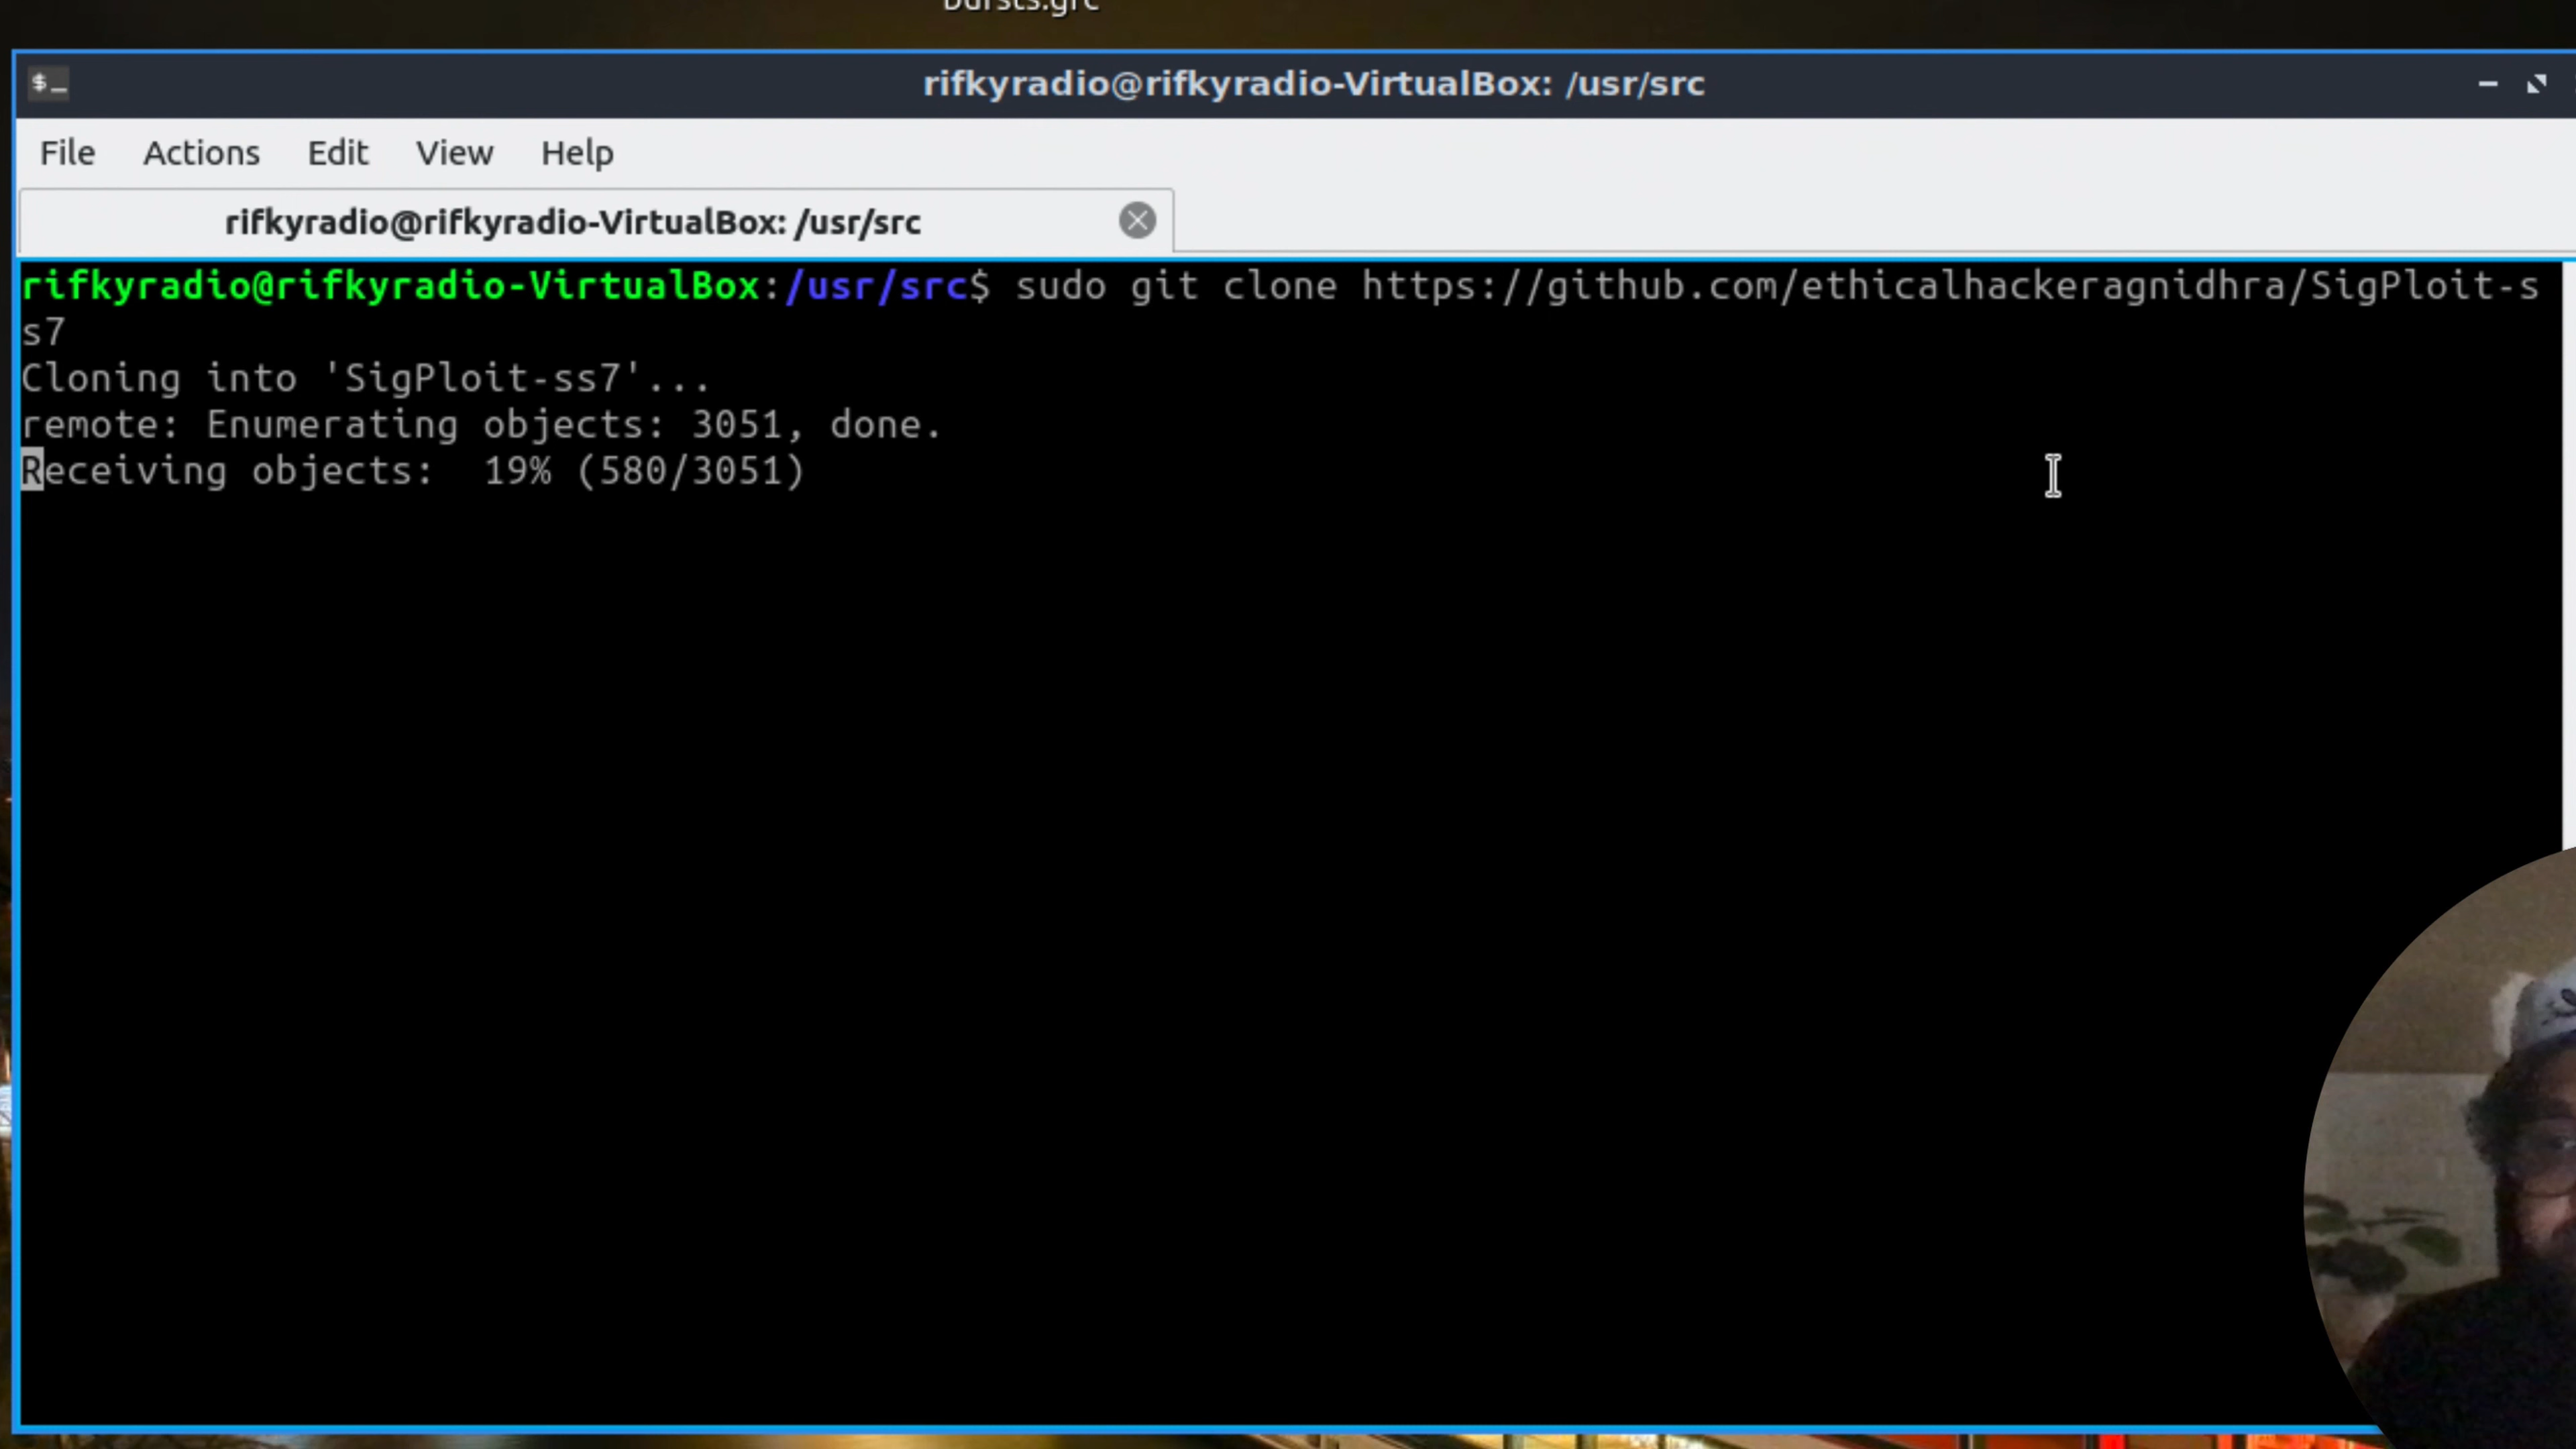 rifkyradio@rifkyradio-VirtualBox: /usr/src
File Actions Edit View Help
rifkyradio@rifkyradio-VirtualBox: /usr/src
rifkyradio@rifkyradio-VirtualBox:/usr/src$ sudo git clone https://github.com/ethicalhackeragnidhra/SigPloit-s
s7
Cloning into 'SigPloit-ss7'...
remote: Enumerating objects: 3051, done.
Receiving objects:  19% (580/3051)